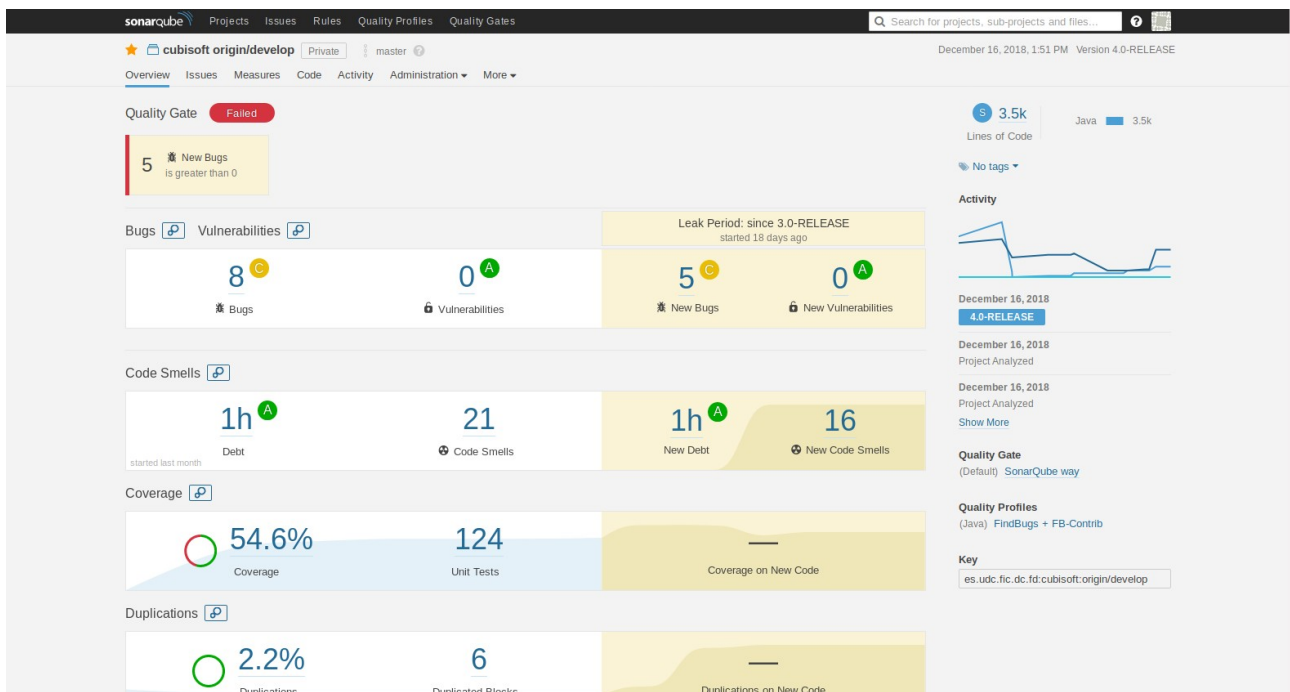 sonarqube Projects Issues Rules Quality Profiles Quality Gates Search for projects, sub-projects and files...
cubisoft origin/develop Private master December 16, 2018, 1:51 PM Version 4.0-RELEASE
Overview Issues Measures Code Activity Administration More
Quality Gate Failed
5 New Bugs
is greater than 0
Bugs Vulnerabilities
Leak Period: since 3.0-RELEASE
started 18 days ago
8 C 0 A 5 C 0 A
Bugs Vulnerabilities New Bugs New Vulnerabilities
Code Smells
1h A 21 1h A 16
Debt Code Smells New Debt New Code Smells
started last month
Coverage
54.6% 124 —
Coverage Unit Tests Coverage on New Code
Duplications
2.2% 6 —
Duplications Duplicated Blocks Duplications on New Code
S 3.5k Java 3.5k
Lines of Code
No tags
Activity
December 16, 2018
4.0-RELEASE
December 16, 2018
Project Analyzed
December 16, 2018
Project Analyzed
Show More
Quality Gate
(Default) SonarQube way
Quality Profiles
(Java) FindBugs + FB-Contrib
Key
es.udc.fic.dc.fd:cubisoft:origin/develop